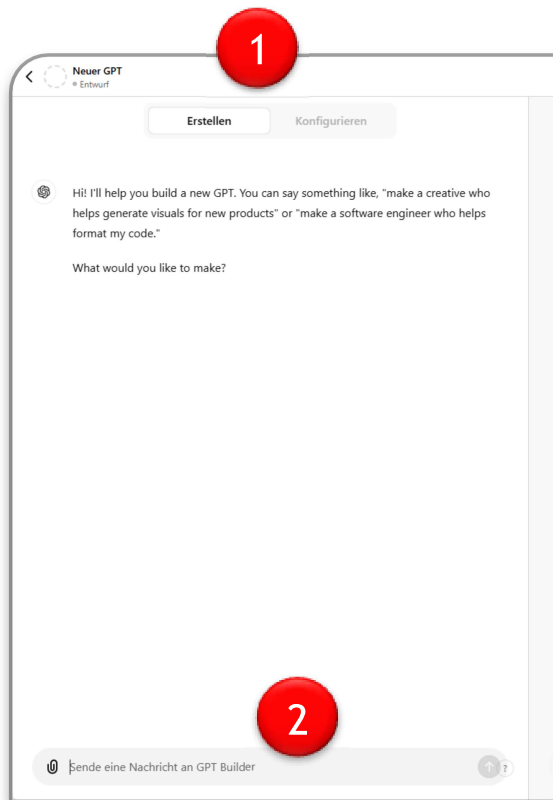 1
Neuer GPT
Entwurf
Erstellen Konfigurieren
Hi! I'll help you build a new GPT. You can say something like, "make a creative who
helps generate visuals for new products" or "make a software engineer who helps
format my code."
What would you like to make?
2
Sende eine Nachricht an GPT Builder
?